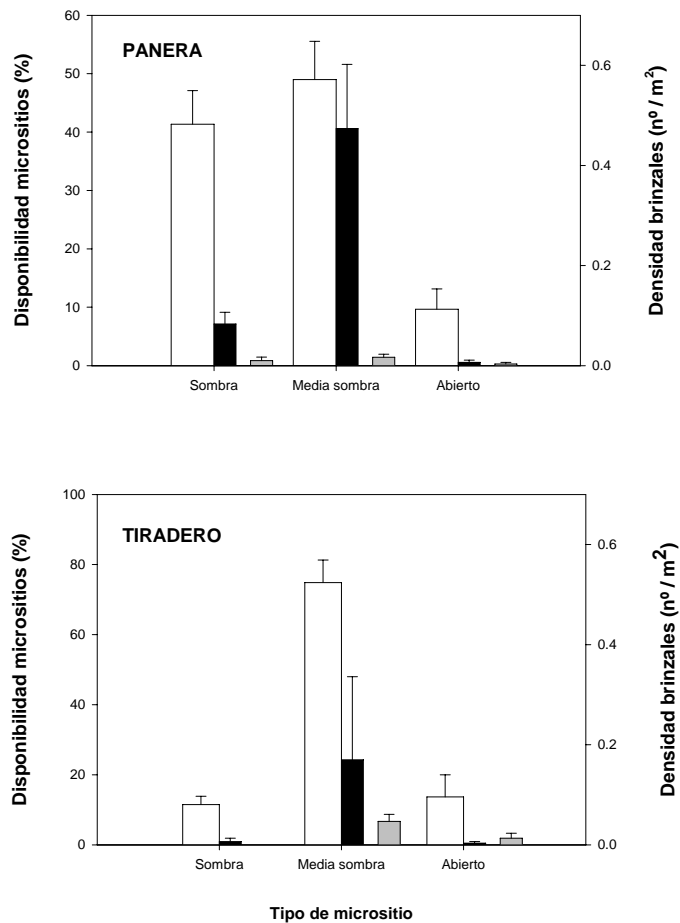 PANERA
Disponibilidad micrositios (%)
60
50
40
30
20
10
0
Densidad brinzales (nº / m²)
0.6
0.4
0.2
0.0
Sombra Media sombra Abierto
TIRADERO
Disponibilidad micrositios (%)
100
80
60
40
20
0
Densidad brinzales (nº / m²)
0.6
0.4
0.2
0.0
Sombra Media sombra Abierto
Tipo de micrositio